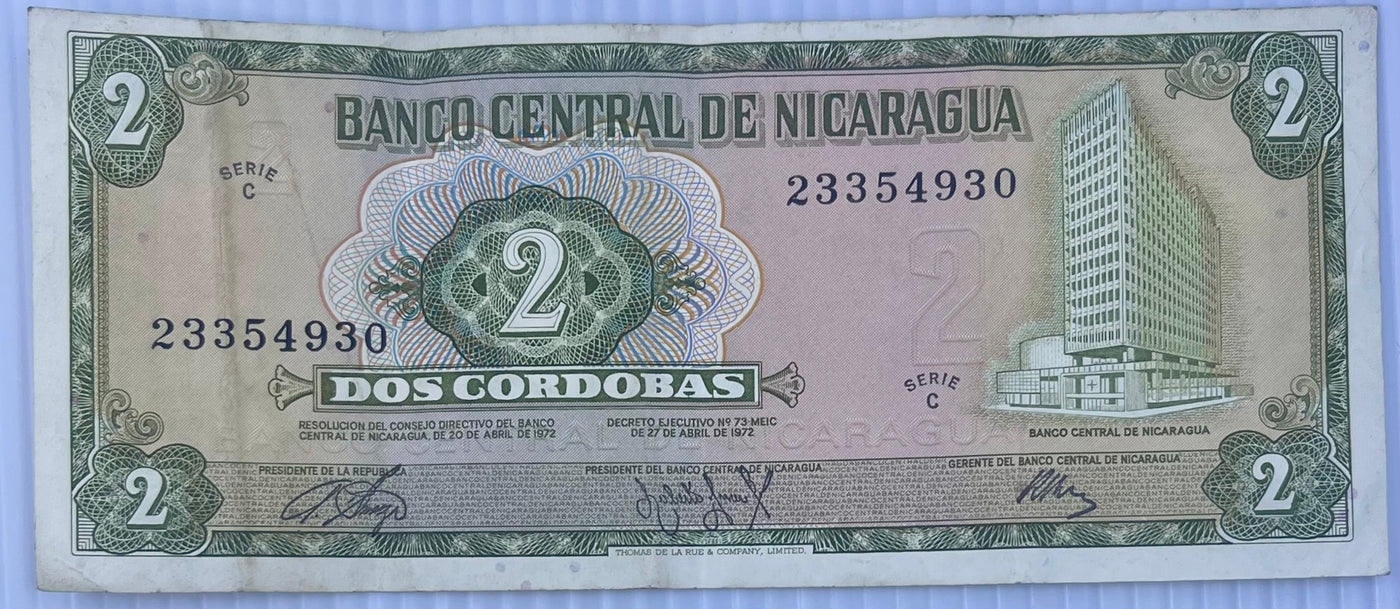 2
2
BANCO CENTRAL DE NICARAGUA
SERIE
C
23354930
2
23354930
DOS CORDOBAS
SERIE
C
RESOLUCION DEL CONSEJO DIRECTIVO DEL BANCO
CENTRAL DE NICARAGUA, DE 20 DE ABRIL DE 1972
DECRETO EJECUTIVO Nº 73-MEIC
DE 27 DE ABRIL DE 1972
BANCO CENTRAL DE NICARAGUA
PRESIDENTE DE LA REPUBLICA
PRESIDENTE DEL BANCO CENTRAL DE NICARAGUA
GERENTE DEL BANCO CENTRAL DE NICARAGUA
2
2
THOMAS DE LA RUE & COMPANY, LIMITED.